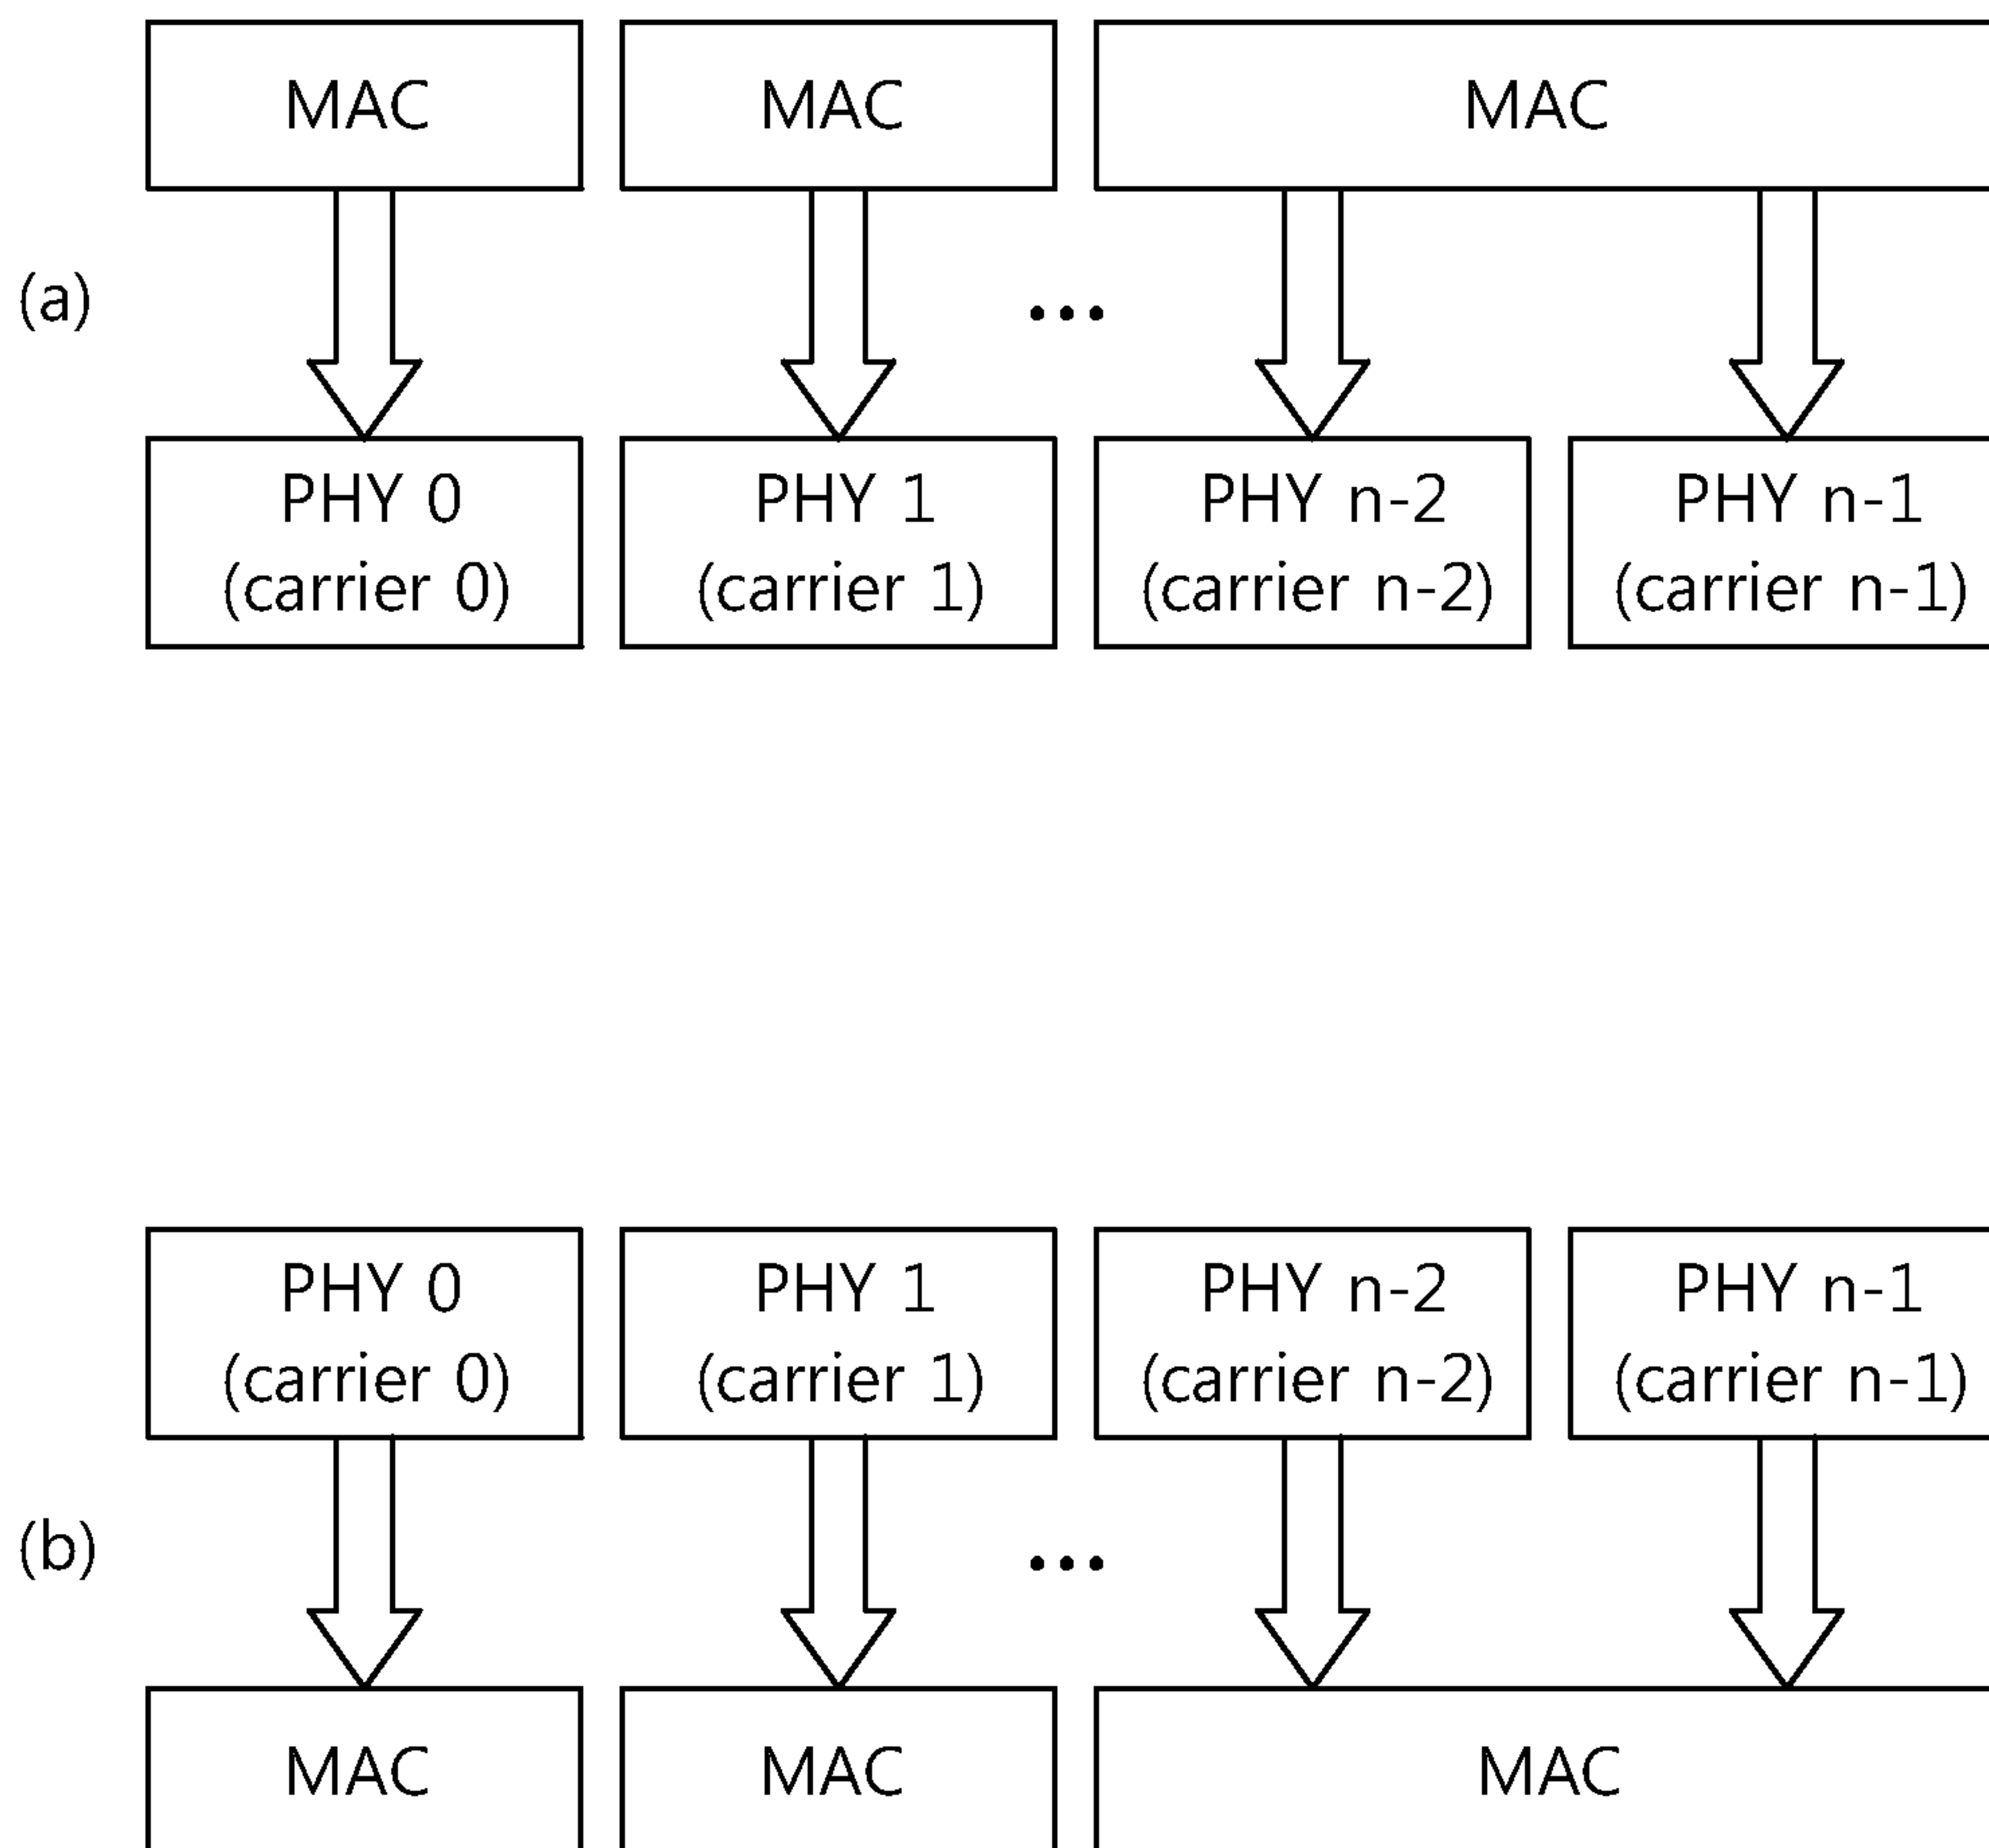 MAC MAC MAC
(a)
...
PHY 0 PHY 1 PHY n-2 PHY n-1
(carrier 0) (carrier 1) (carrier n-2) (carrier n-1)
PHY 0 PHY 1 PHY n-2 PHY n-1
(carrier 0) (carrier 1) (carrier n-2) (carrier n-1)
(b)
...
MAC MAC MAC